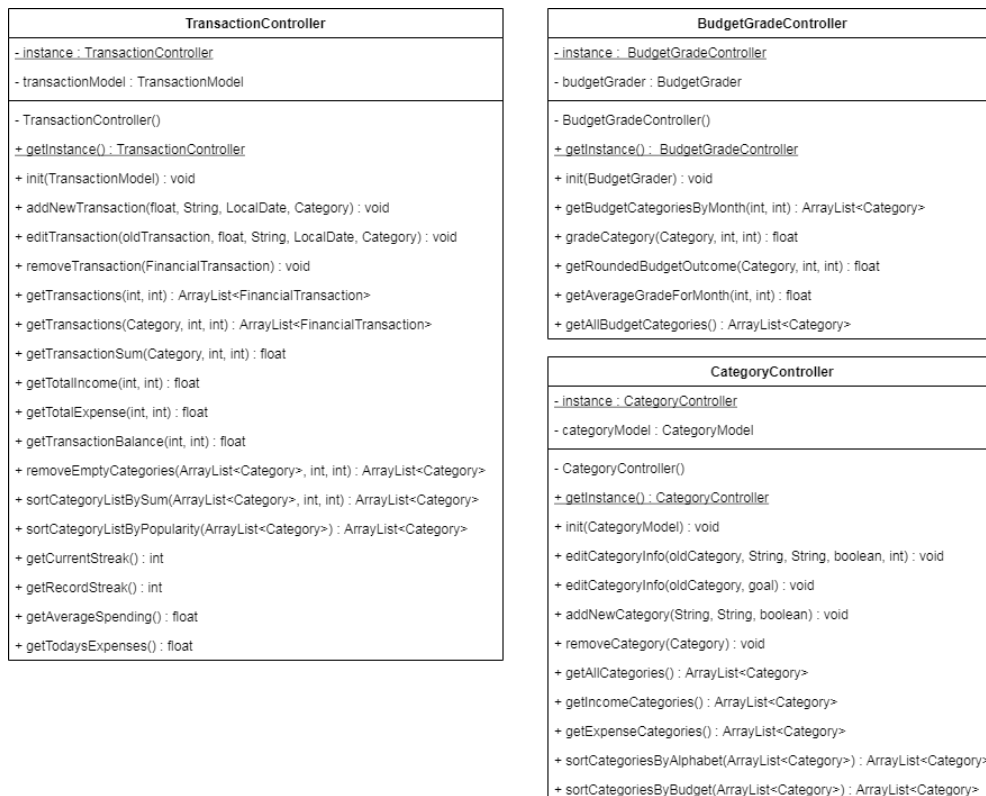 TransactionController
- instance : TransactionController
- transactionModel : TransactionModel
- TransactionController()
+ getInstance() : TransactionController
+ init(TransactionModel) : void
+ addNewTransaction(float, String, LocalDate, Category) : void
+ editTransaction(oldTransaction, float, String, LocalDate, Category) : void
+ removeTransaction(FinancialTransaction) : void
+ getTransactions(int, int) : ArrayList<FinancialTransaction>
+ getTransactions(Category, int, int) : ArrayList<FinancialTransaction>
+ getTransactionSum(Category, int, int) : float
+ getTotalIncome(int, int) : float
+ getTotalExpense(int, int) : float
+ getTransactionBalance(int, int) : float
+ removeEmptyCategories(ArrayList<Category>, int, int) : ArrayList<Category>
+ sortCategoryListBySum(ArrayList<Category>, int, int) : ArrayList<Category>
+ sortCategoryListByPopularity(ArrayList<Category>) : ArrayList<Category>
+ getCurrentStreak() : int
+ getRecordStreak() : int
+ getAverageSpending() : float
+ getTodaysExpenses() : float
BudgetGradeController
- instance :  BudgetGradeController
- budgetGrader : BudgetGrader
- BudgetGradeController()
+ getInstance() :  BudgetGradeController
+ init(BudgetGrader) : void
+ getBudgetCategoriesByMonth(int, int) : ArrayList<Category>
+ gradeCategory(Category, int, int) : float
+ getRoundedBudgetOutcome(Category, int, int) : float
+ getAverageGradeForMonth(int, int) : float
+ getAllBudgetCategories() : ArrayList<Category>
CategoryController
- instance : CategoryController
- categoryModel : CategoryModel
- CategoryController()
+ getInstance() : CategoryController
+ init(CategoryModel) : void
+ editCategoryInfo(oldCategory, String, String, boolean, int) : void
+ editCategoryInfo(oldCategory, goal) : void
+ addNewCategory(String, String, boolean) : void
+ removeCategory(Category) : void
+ getAllCategories() : ArrayList<Category>
+ getIncomeCategories() : ArrayList<Category>
+ getExpenseCategories() : ArrayList<Category>
+ sortCategoriesByAlphabet(ArrayList<Category>) : ArrayList<Category>
+ sortCategoriesByBudget(ArrayList<Category>) : ArrayList<Category>